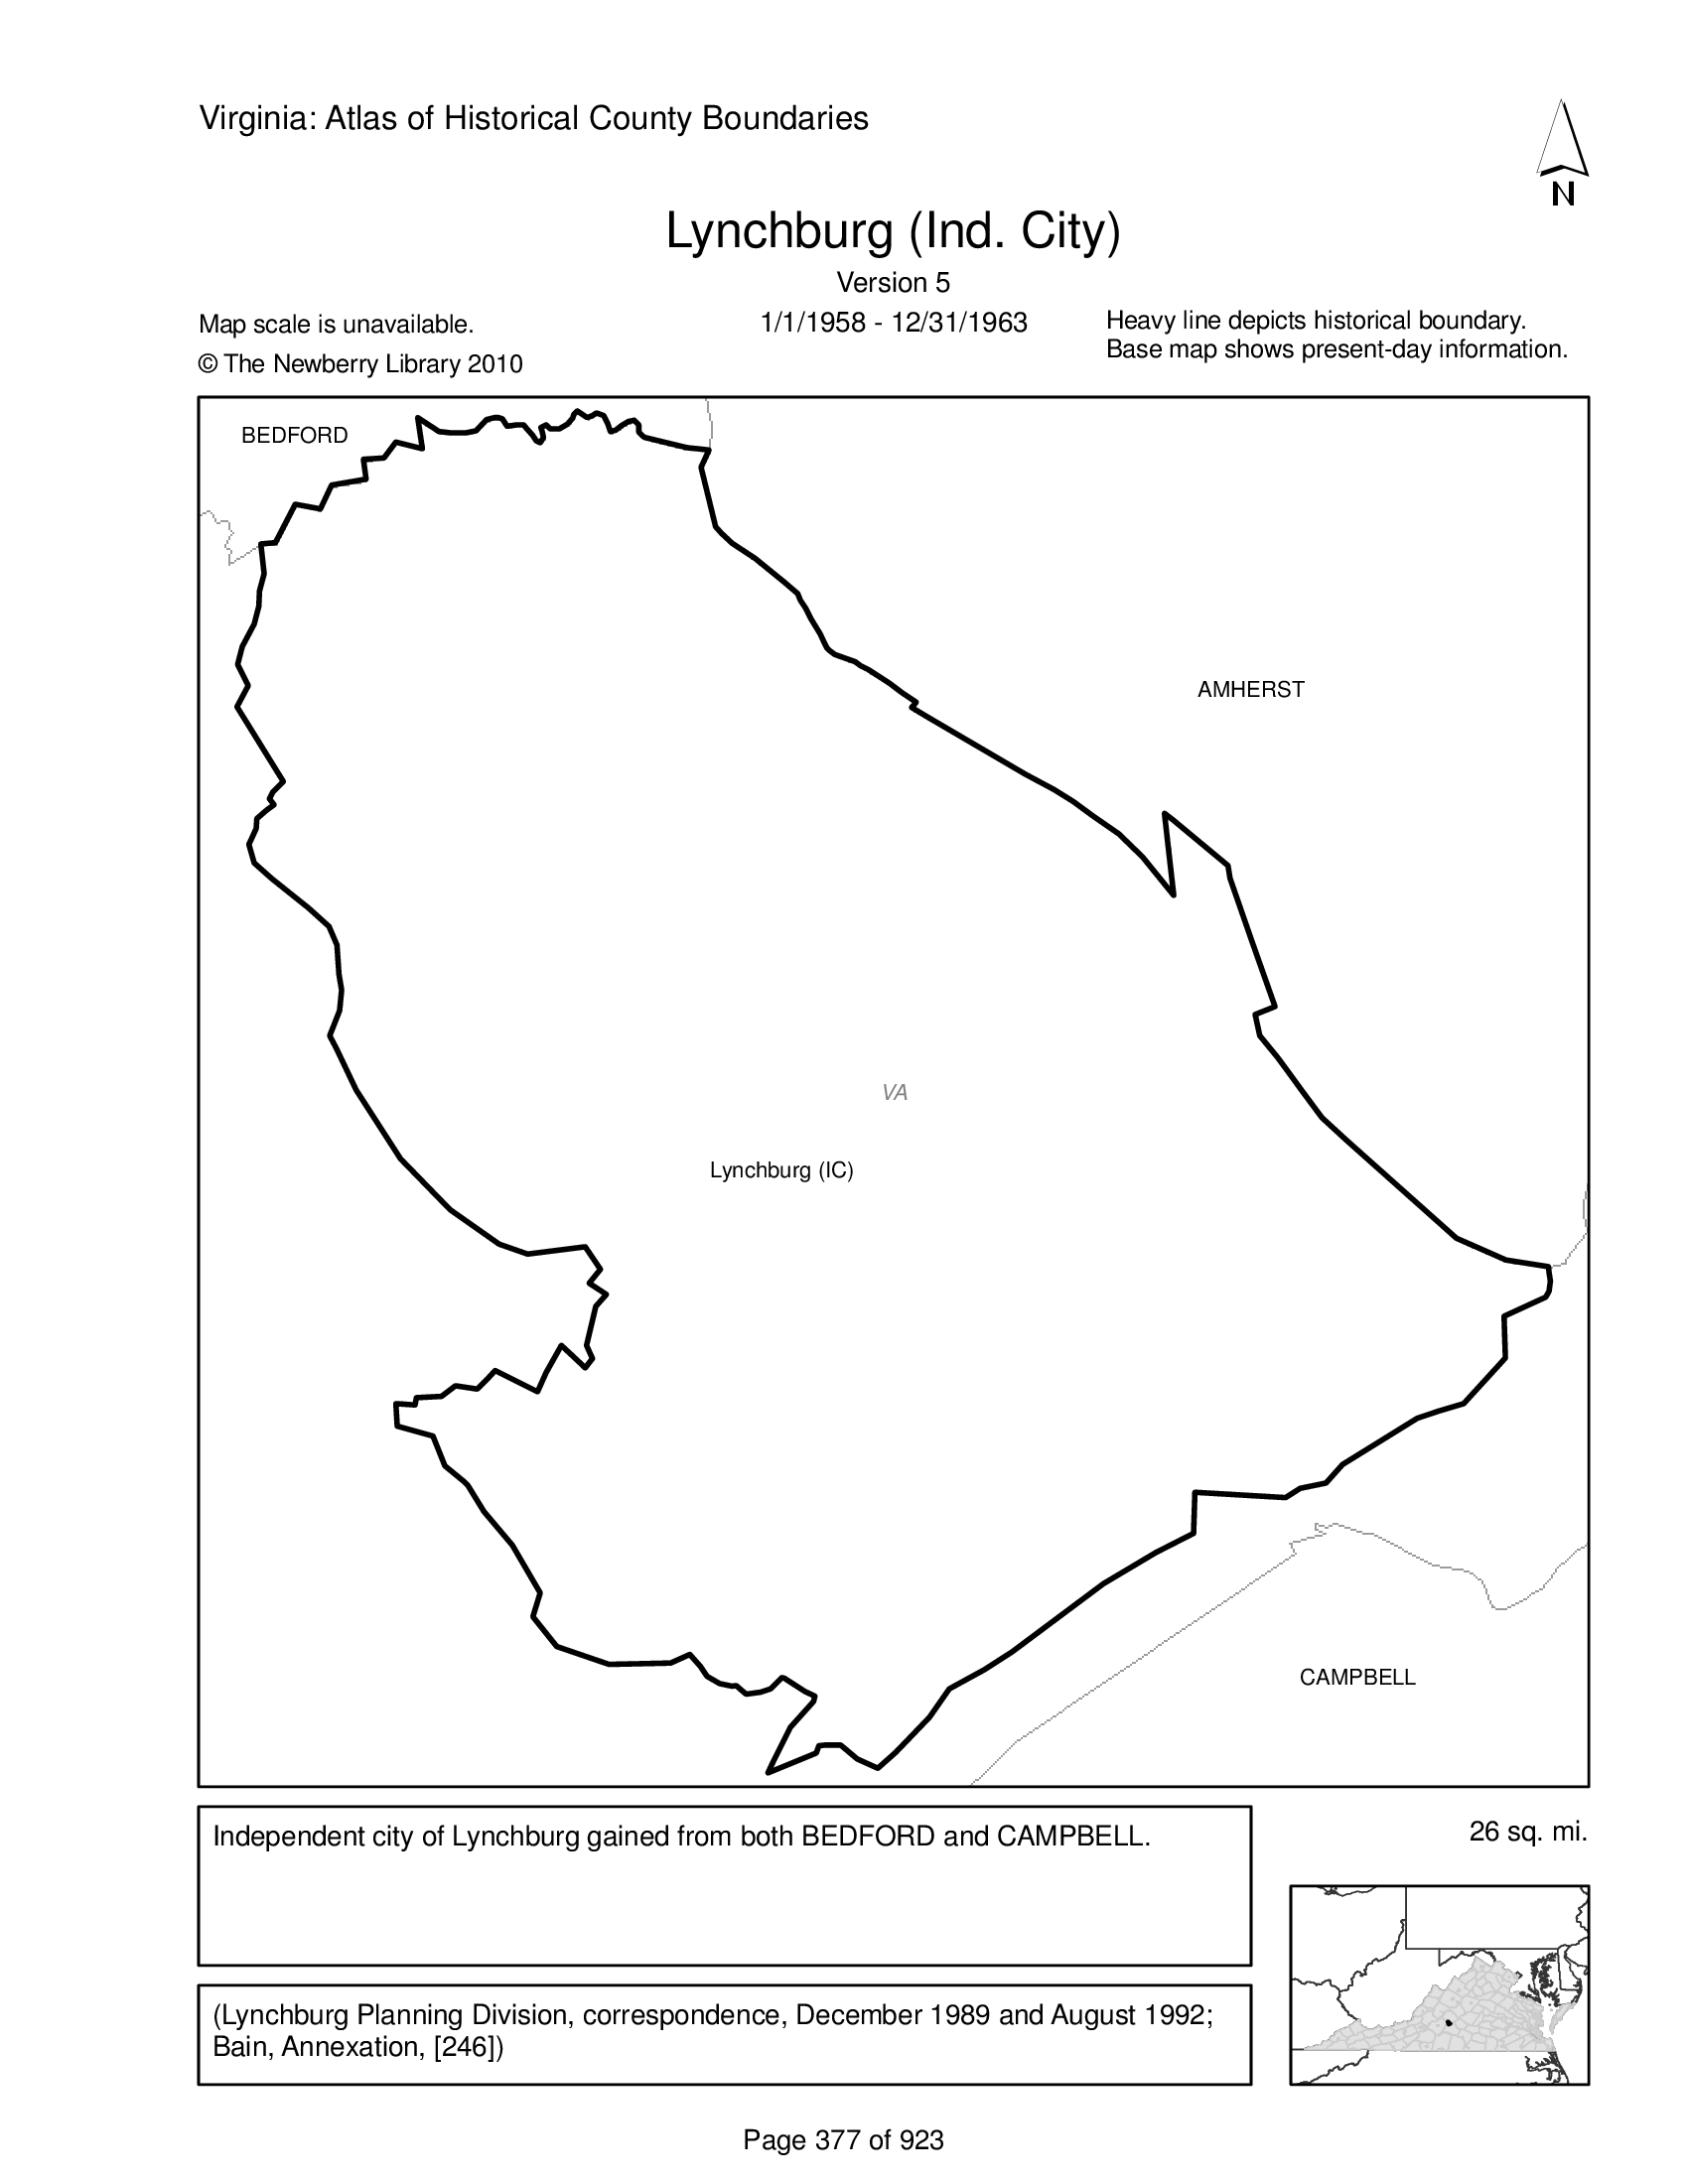 Virginia: Atlas of Historical County Boundaries
N
Lynchburg (Ind. City)
Version 5
Map scale is unavailable.
1/1/1958 - 12/31/1963
Heavy line depicts historical boundary.
© The Newberry Library 2010
Base map shows present-day information.
BEDFORD
AMHERST
VA
Lynchburg (IC)
CAMPBELL
Independent city of Lynchburg gained from both BEDFORD and CAMPBELL.
26 sq. mi.
(Lynchburg Planning Division, correspondence, December 1989 and August 1992;
Bain, Annexation, [246])
Page 377 of 923